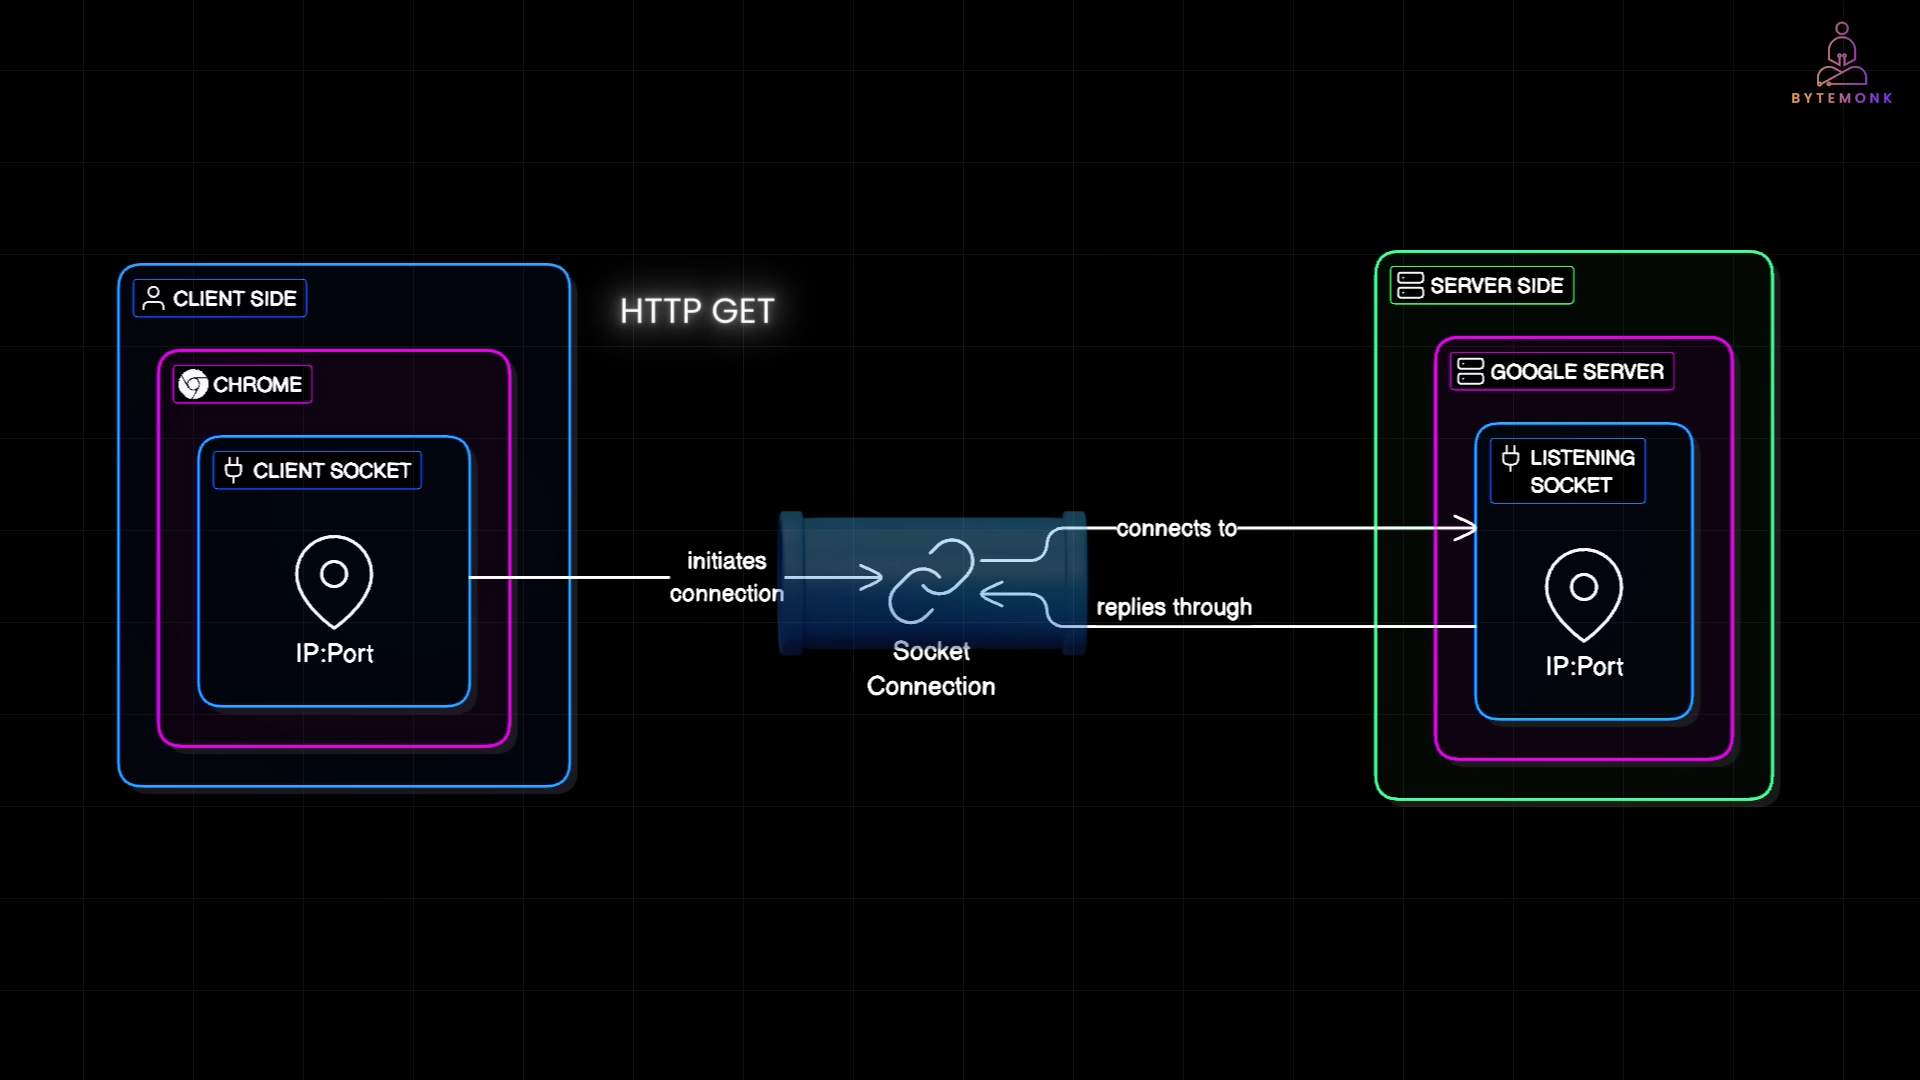 BYTEMONK
CLIENT SIDE
HTTP GET
CHROME
CLIENT SOCKET
IP:Port
initiates
connection
Socket
Connection
connects to
replies through
SERVER SIDE
GOOGLE SERVER
LISTENING
SOCKET
IP:Port